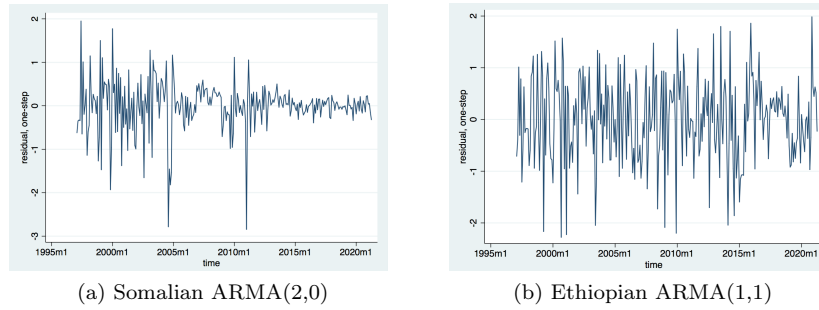 2
1
0
-1
-2
-3
residual, one-step
1995m1 2000m1 2005m1 2010m1 2015m1 2020m1
time
(a) Somalian ARMA(2,0)
2
1
0
-1
-2
residual, one-step
1995m1 2000m1 2005m1 2010m1 2015m1 2020m1
time
(b) Ethiopian ARMA(1,1)